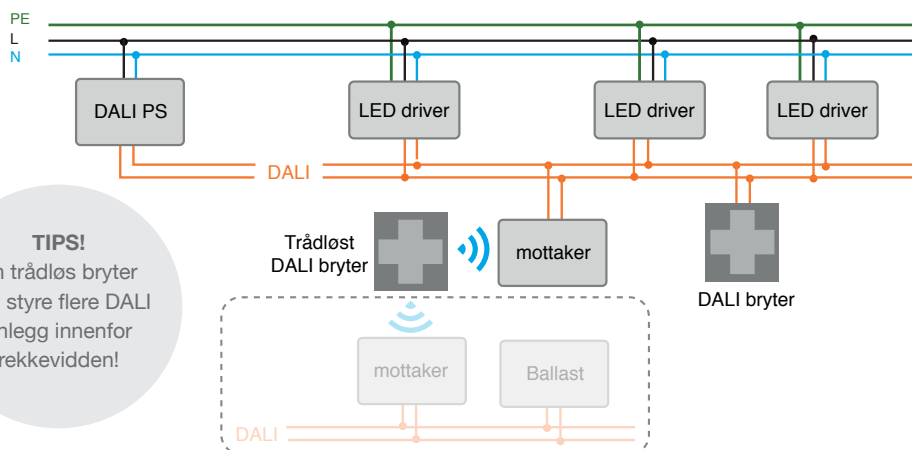 PE
L
N
DALI PS
LED driver
LED driver
LED driver
DALI
TIPS!
trådløs bryter
styre flere DALI
innenfor
rekkevidden!
Trådløst
DALI bryter
mottaker
DALI bryter
mottaker
Ballast
DALI